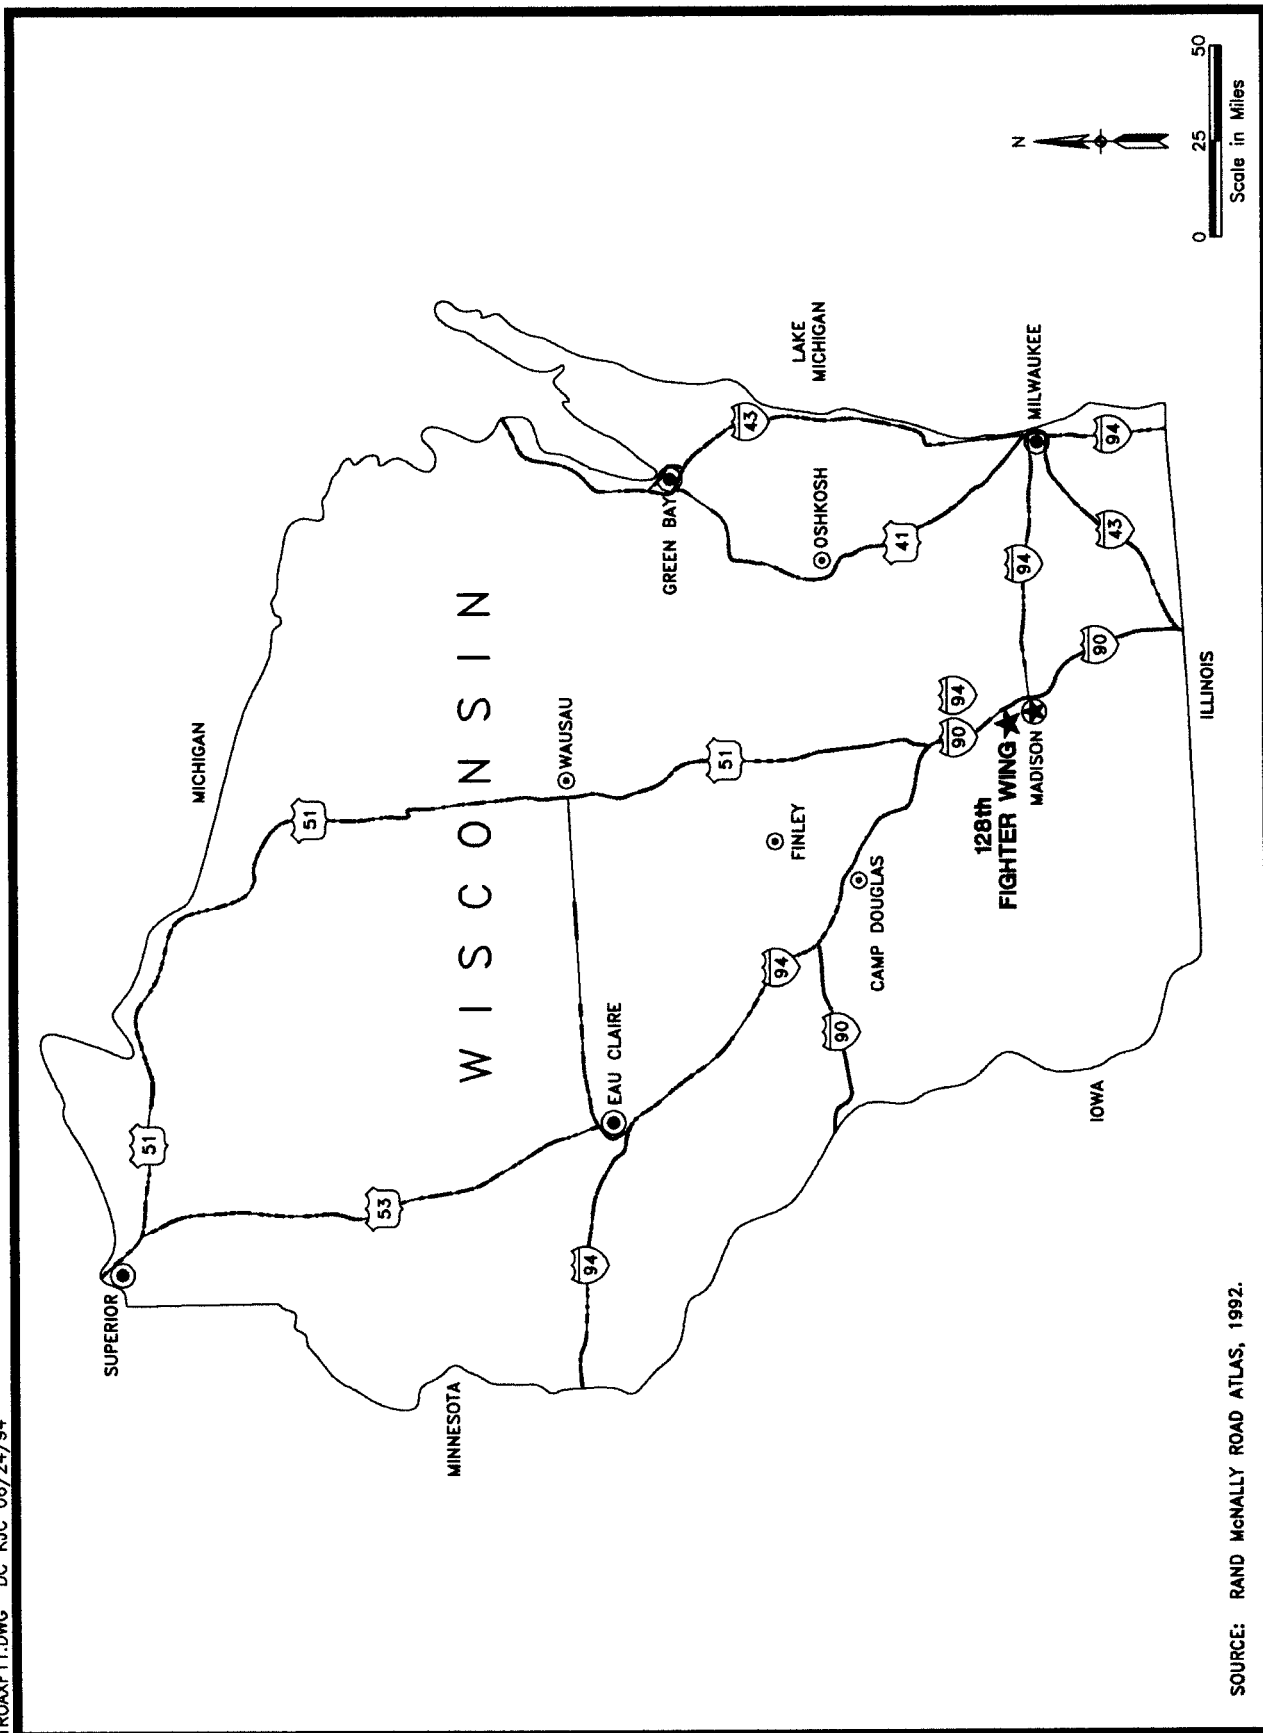 DC
SUPERIOR
51
MICHIGAN
51
53
MINNESOTA
WISCONSIN
WAUSAU
94
EAU CLAIRE
GREEN BAY
51
43
FINLEY
94
LAKE
MICHIGAN
OSHKOSH
90
CAMP DOUGLAS
41
90
94
128th
FIGHTER WING
94
MADISON
MILWAUKEE
N
IOWA
90
43
94
ILLINOIS
0 25 50
Scale in Miles
SOURCE: RAND McNALLY ROAD ATLAS, 1992.